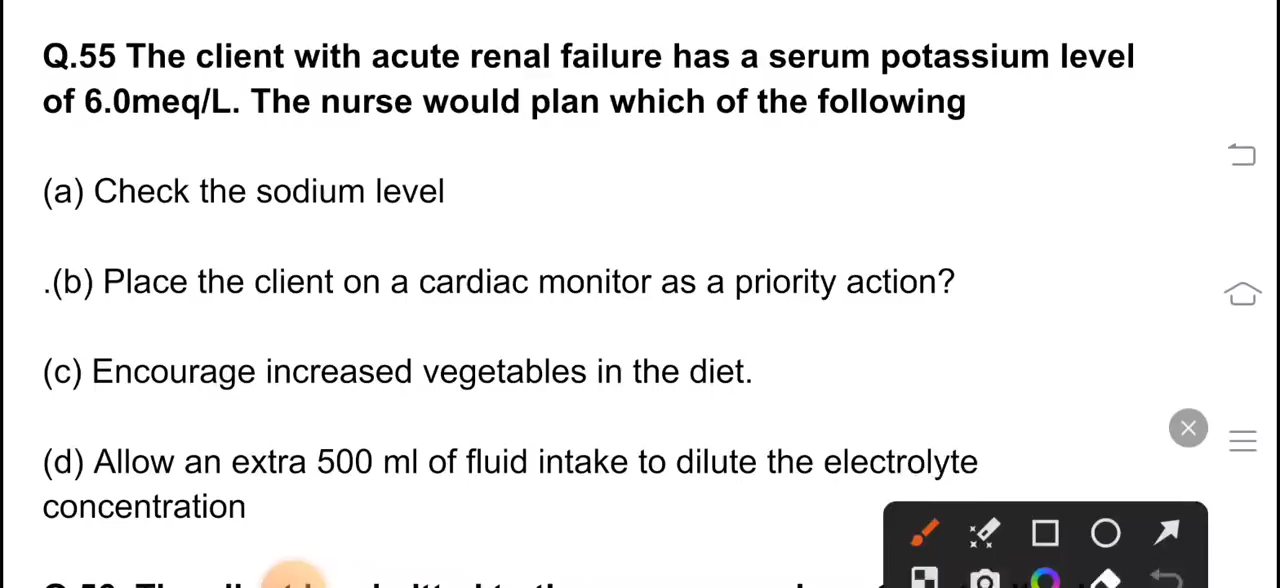 Q.55 The client with acute renal failure has a serum potassium level
of 6.0meq/L. The nurse would plan which of the following
(a) Check the sodium level
.(b) Place the client on a cardiac monitor as a priority action?
(c) Encourage increased vegetables in the diet.
(d) Allow an extra 500 ml of fluid intake to dilute the electrolyte
concentration